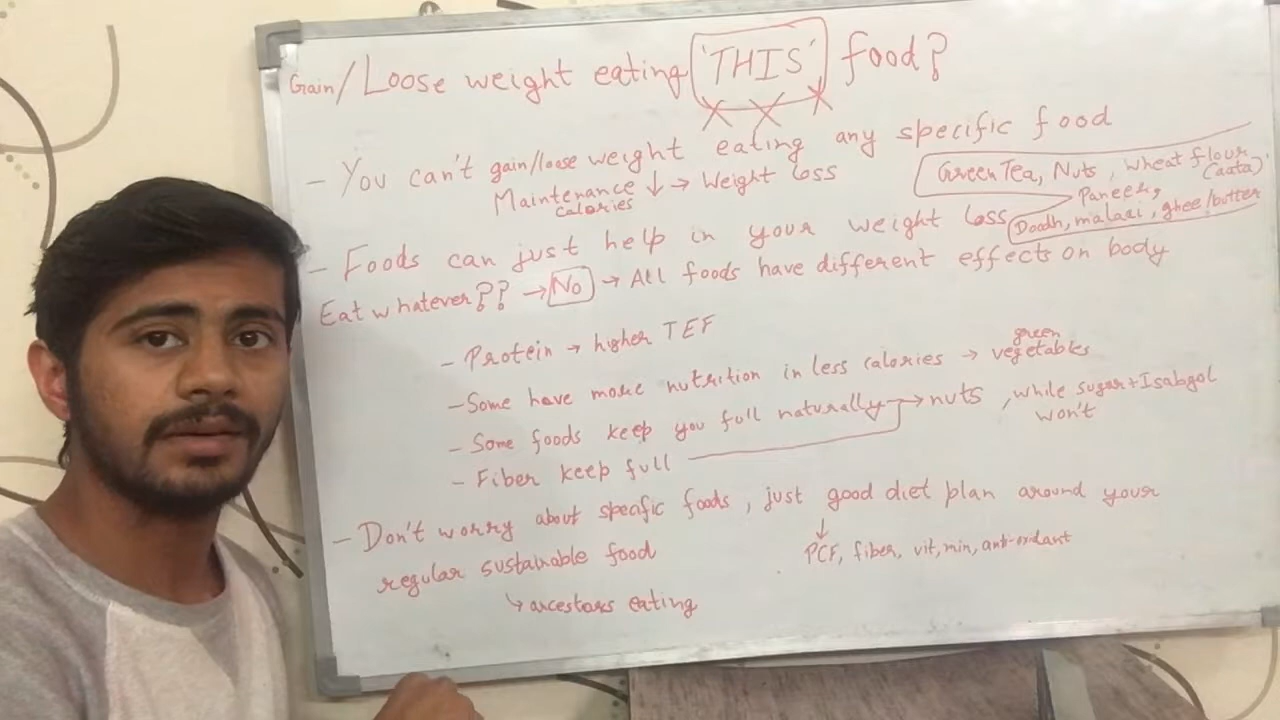 Gain/Loose weight eating 'THIS' food?
- You can't gain/loose weight eating any specific food
Maintenance calories ↓ → Weight loss
Green Tea, Nuts, wheat flour (aata)
Paneer,
Doodh, malaai, ghee/butter
- Foods can just help in your weight loss
Eat whatever?? → No → All foods have different effects on body
- Protein → higher TEF
- Some have more nutrition in less calories → green vegetables
- Some foods keep you full naturally → nuts, while sugar+Isabgol won't
- Fiber keep full
- Don't worry about specific foods, just good diet plan around your
regular sustainable food
↓
PCF, fiber, vit, min, anti-oxidant
↳ ancestors eating